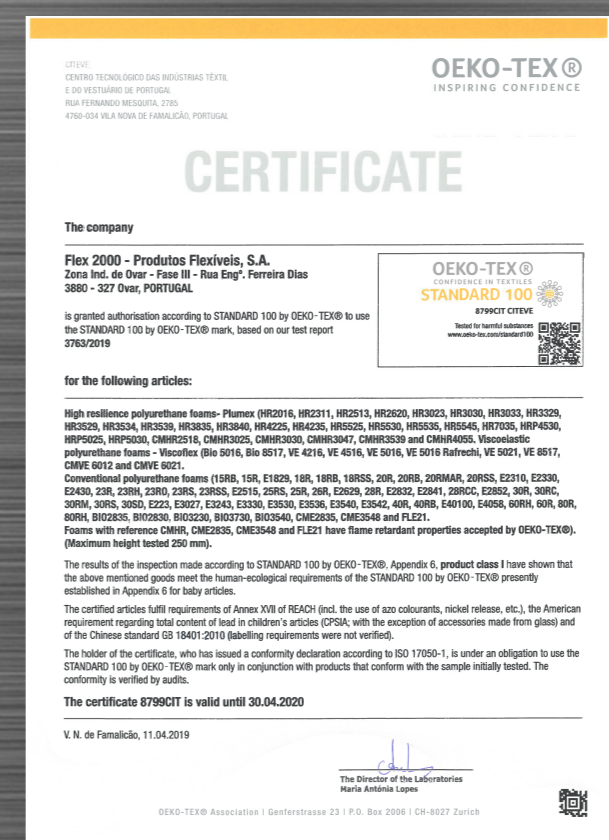 CITEVE
CENTRO TECNOLÓGICO DAS INDÚSTRIAS TÊXTIL
E DO VESTUÁRIO DE PORTUGAL
RUA FERNANDO MESQUITA, 2785
4760-034 VILA NOVA DE FAMALICÃO, PORTUGAL
OEKO-TEX®
INSPIRING CONFIDENCE
CERTIFICATE
The company
Flex 2000 - Produtos Flexíveis, S.A.
Zona Ind. de Ovar - Fase III - Rua Engº. Ferreira Dias
3880 - 327 Ovar, PORTUGAL
is granted authorisation according to STANDARD 100 by OEKO-TEX® to use
the STANDARD 100 by OEKO-TEX® mark, based on our test report
3763/2019
OEKO-TEX®
CONFIDENCE IN TEXTILES
STANDARD 100
8799CIT CITEVE
Tested for harmful substances
www.oeko-tex.com/standard100
for the following articles:
High resilience polyurethane foams- Plumex (HR2016, HR2311, HR2513, HR2620, HR3023, HR3030, HR3033, HR3329,
HR3529, HR3534, HR3539, HR3835, HR3840, HR4225, HR4235, HR5525, HR5530, HR5535, HR5545, HR7035, HRP4530,
HRP5025, HRP5030, CMHR2518, CMHR3025, CMHR3030, CMHR3047, CMHR3539 and CMHR4055. Viscoelastic
polyurethane foams - Viscoflex (Bio 5016, Bio 8517, VE 4216, VE 4516, VE 5016, VE 5016 Rafrechi, VE 5021, VE 8517,
CMVE 6012 and CMVE 6021.
Conventional polyurethane foams (15RB, 15R, E1829, 18R, 18RB, 18RSS, 20R, 20RB, 20RMAR, 20RSS, E2310, E2330,
E2430, 23R, 23RH, 23RO, 23RS, 23RSS, E2515, 25RS, 25R, 26R, E2629, 28R, E2832, E2841, 28RCC, E2852, 30R, 30RC,
30RM, 30RS, 30SD, E223, E3027, E3243, E3330, E3530, E3536, E3540, E3542, 40R, 40RB, E40100, E4058, 60RH, 60R, 80R,
80RH, BIO2835, BIO2830, BIO3230, BIO3730, BIO3540, CME2835, CME3548 and FLE21.
Foams with reference CMHR, CME2835, CME3548 and FLE21 have flame retardant properties accepted by OEKO-TEX®).
(Maximum height tested 250 mm).
The results of the inspection made according to STANDARD 100 by OEKO-TEX®, Appendix 6, product class I have shown that
the above mentioned goods meet the human-ecological requirements of the STANDARD 100 by OEKO-TEX® presently
established in Appendix 6 for baby articles.
The certified articles fulfil requirements of Annex XVII of REACH (incl. the use of azo colourants, nickel release, etc.), the American
requirement regarding total content of lead in children's articles (CPSIA; with the exception of accessories made from glass) and
of the Chinese standard GB 18401:2010 (labelling requirements were not verified).
The holder of the certificate, who has issued a conformity declaration according to ISO 17050-1, is under an obligation to use the
STANDARD 100 by OEKO-TEX® mark only in conjunction with products that conform with the sample initially tested. The
conformity is verified by audits.
The certificate 8799CIT is valid until 30.04.2020
V. N. de Famalicão, 11.04.2019
The Director of the Laboratories
Maria Antónia Lopes
OEKO-TEX® Association | Genferstrasse 23 | P.O. Box 2006 | CH-8027 Zurich